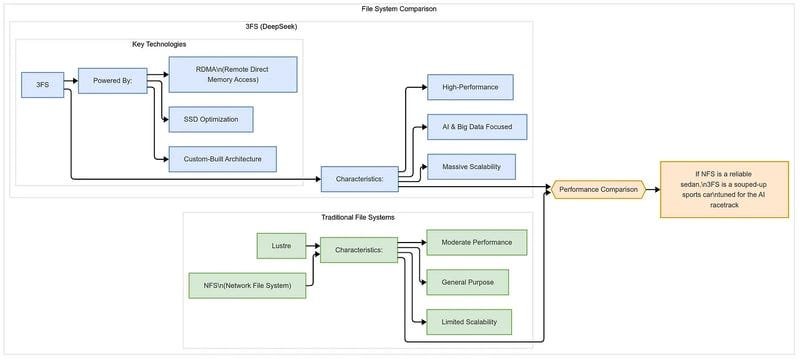 File System Comparison
3FS (DeepSeek)
Key Technologies
3FS
Powered By:
RDMA\n(Remote Direct
Memory Access)
SSD Optimization
Custom-Built Architecture
Characteristics:
High-Performance
AI & Big Data Focused
Massive Scalability
Performance Comparison
If NFS is a reliable
sedan,\n3FS is a souped-up
sports car\ntuned for the AI
racetrack
Traditional File Systems
Lustre
NFS\n(Network File System)
Characteristics:
Moderate Performance
General Purpose
Limited Scalability